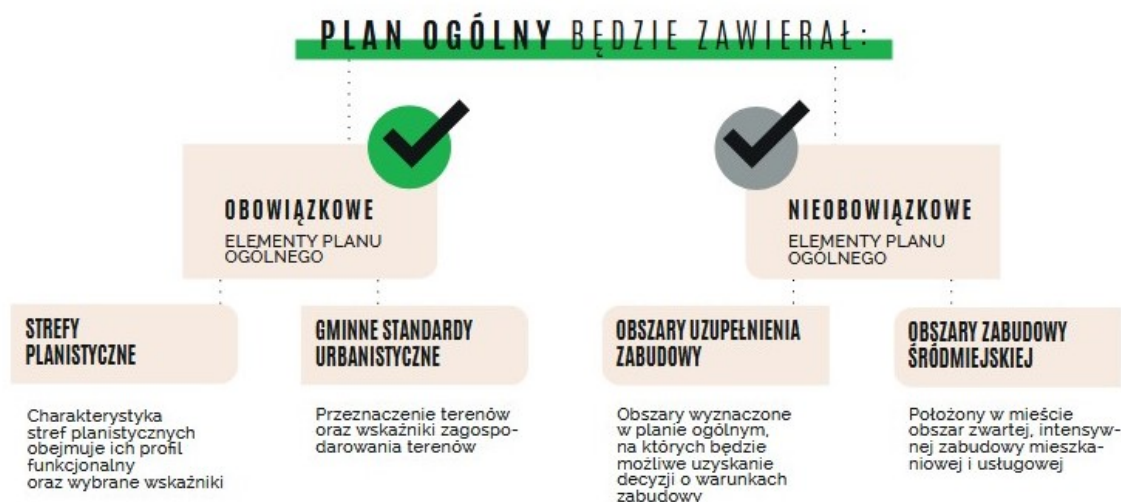 PLAN OGÓLNY BĘDZIE ZAWIERAŁ:
OBOWIĄZKOWE
ELEMENTY PLANU
OGÓLNEGO
NIEOBOWIĄZKOWE
ELEMENTY PLANU
OGÓLNEGO
STREFY
PLANISTYCZNE
Charakterystyka
stref planistycznych
obejmuje ich profil
funkcjonalny
oraz wybrane wskaźniki
GMINNE STANDARDY
URBANISTYCZNE
Przeznaczenie terenów
oraz wskaźniki zagospo-
darowania terenów
OBSZARY UZUPEŁNIENIA
ZABUDOWY
Obszary wyznaczone
w planie ogólnym,
na których będzie
możliwe uzyskanie
decyzji o warunkach
zabudowy
OBSZARY ZABUDOWY
ŚRÓDMIEJSKIEJ
Położony w mieście
obszar zwartej, intensyw-
nej zabudowy mieszka-
niowej i usługowej